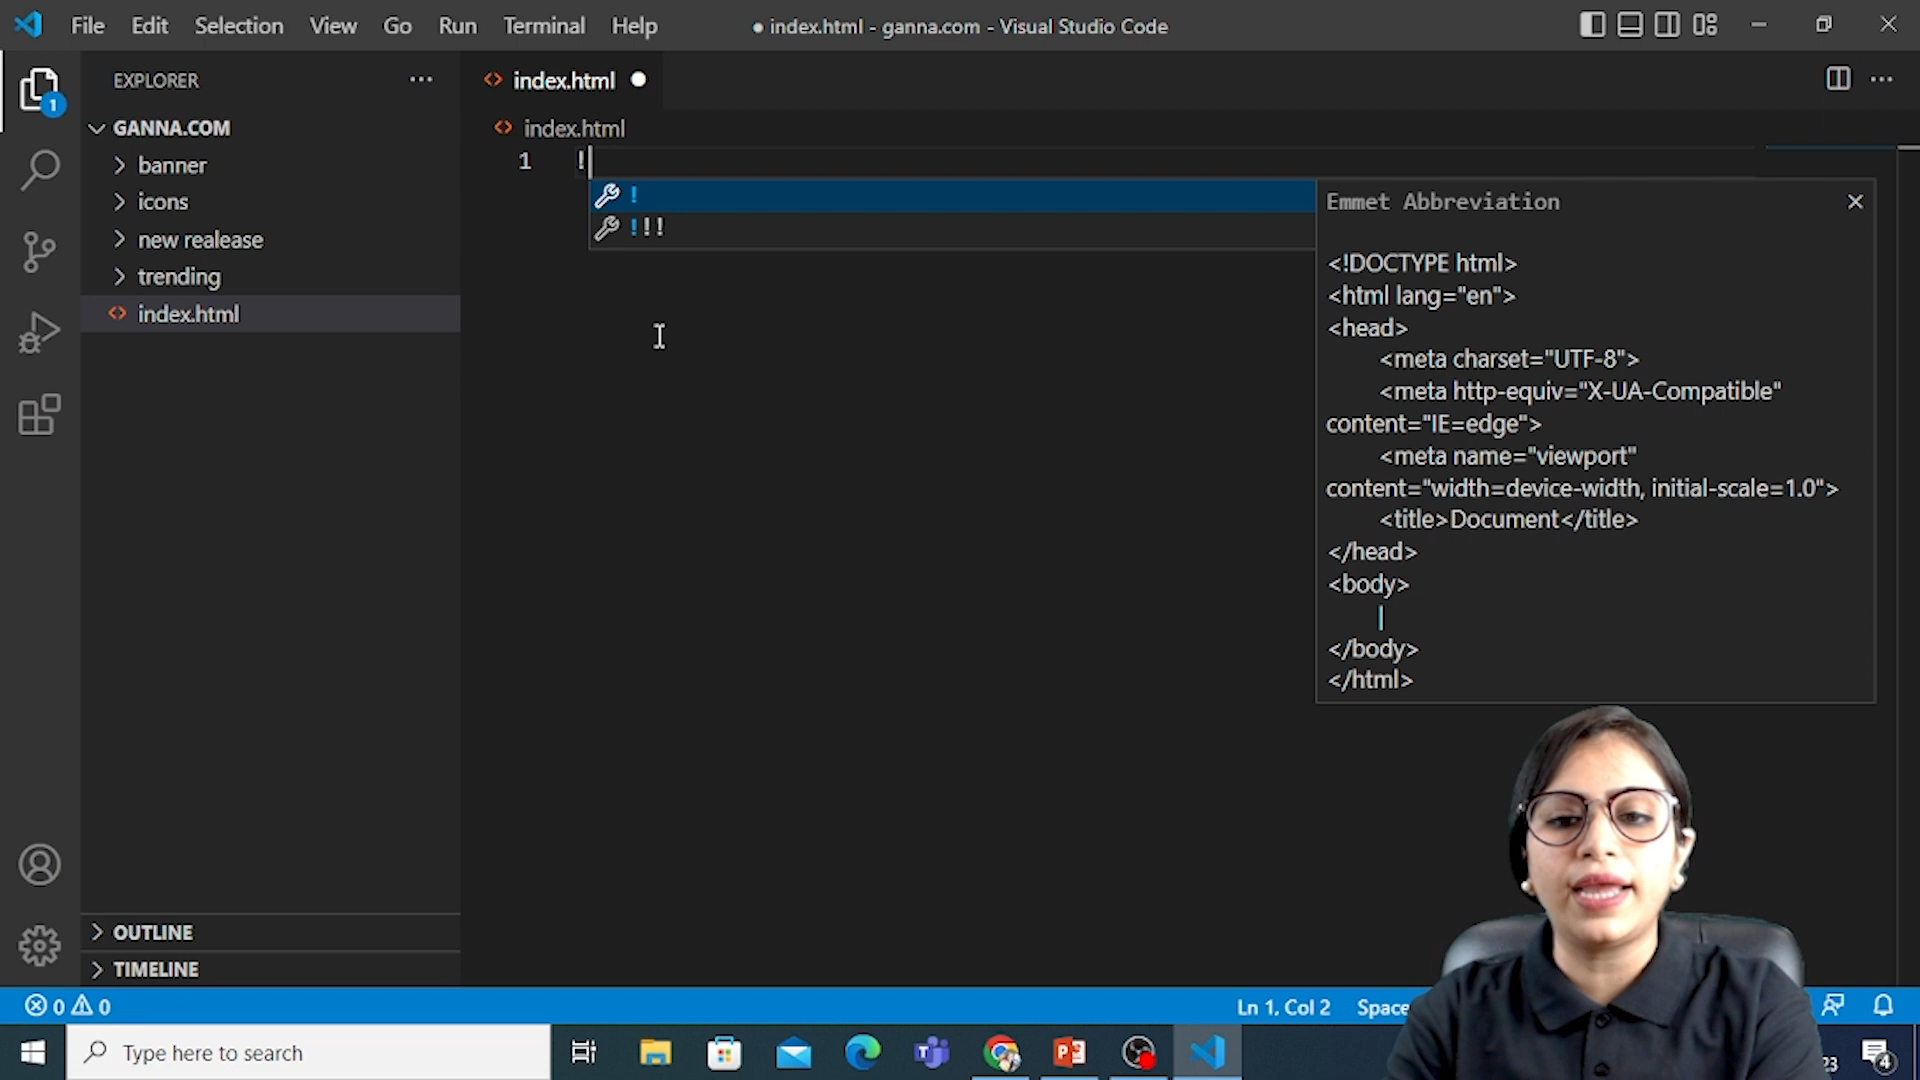 File Edit Selection View Go Run Terminal Help
● index.html - ganna.com - Visual Studio Code
EXPLORER
index.html
1
GANNA.COM
index.html
banner
1 !
icons
!
Emmet Abbreviation
!!!
new realease
<!DOCTYPE html>
trending
<html lang="en">
index.html
<head>
<meta charset="UTF-8">
<meta http-equiv="X-UA-Compatible"
content="IE=edge">
<meta name="viewport"
content="width=device-width, initial-scale=1.0">
<title>Document</title>
</head>
<body>
</body>
</html>
OUTLINE
TIMELINE
0 0
Ln 1, Col 2
Type here to search
4